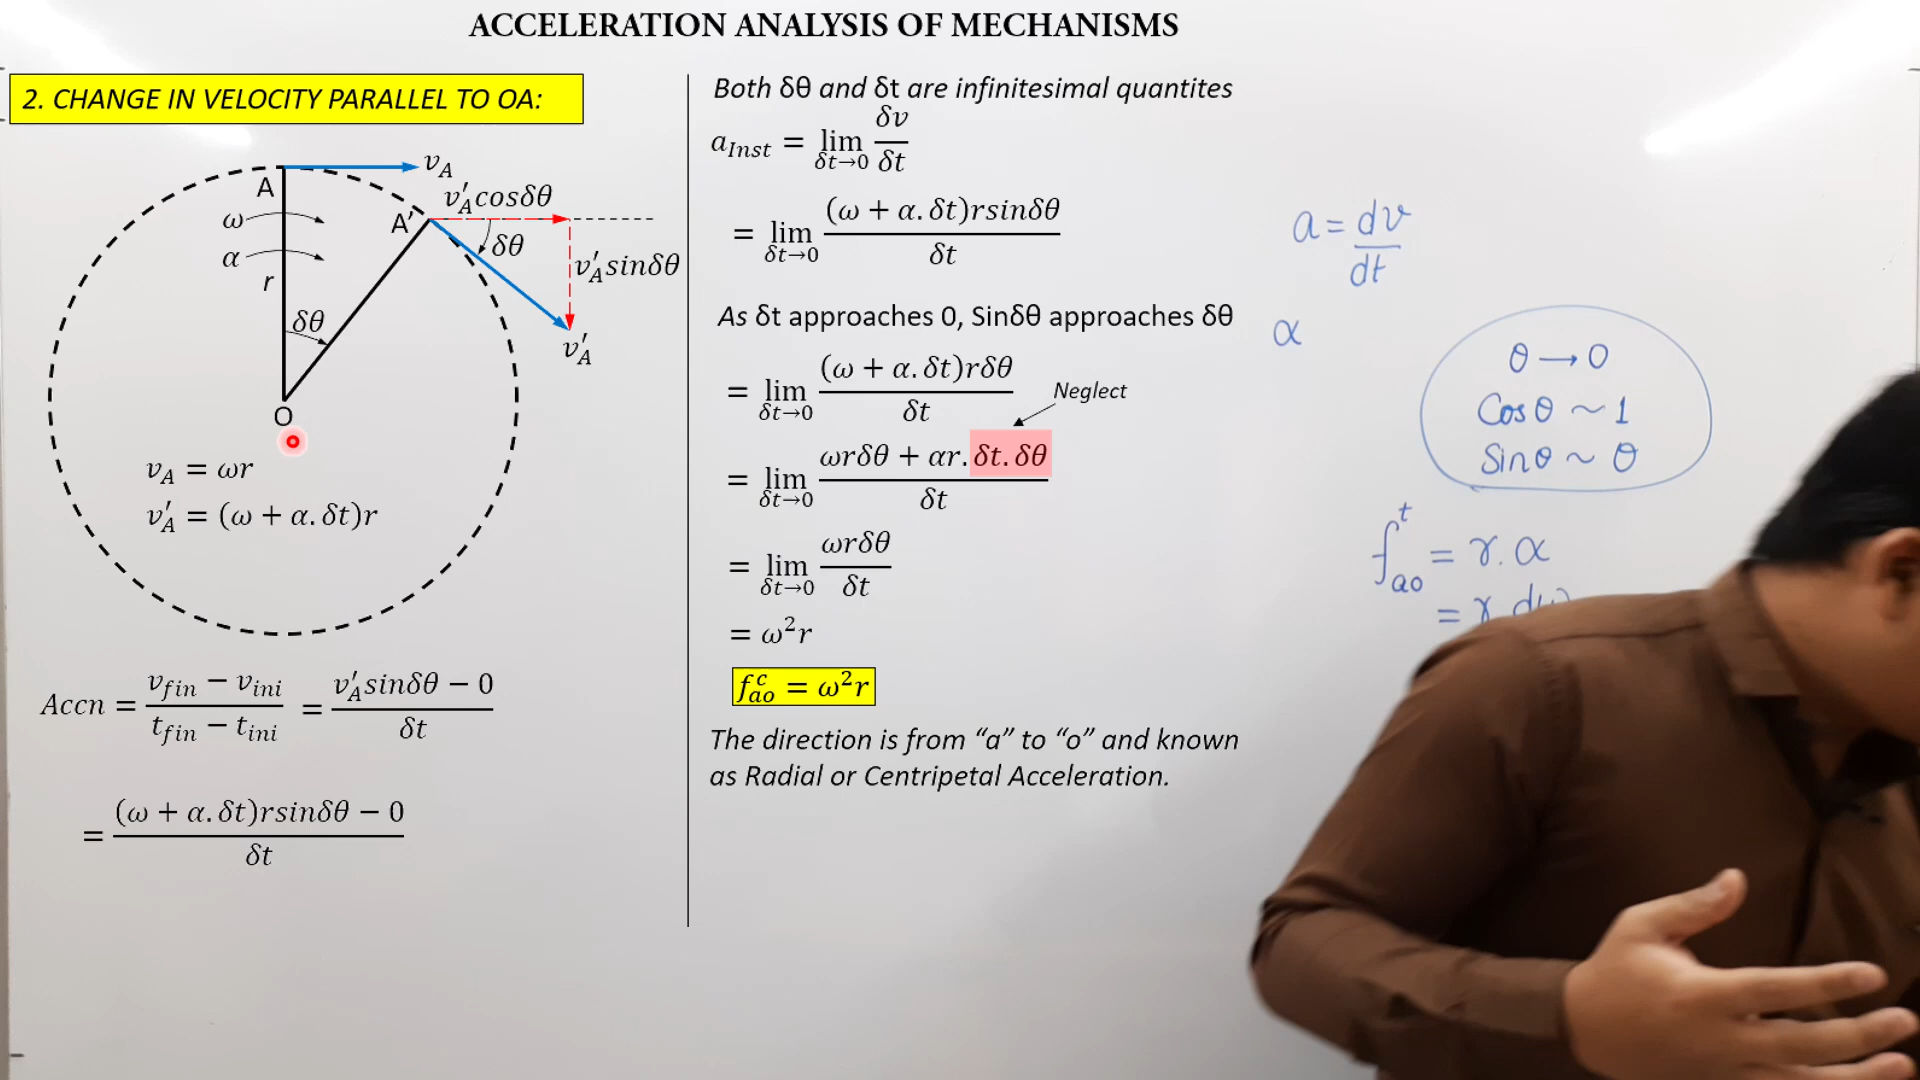 ACCELERATION ANALYSIS OF MECHANISMS
2. CHANGE IN VELOCITY PARALLEL TO OA:
A
v_A
v'_A cosδθ
A'
ω
δθ
α
v'_A sinδθ
r
δθ
v'_A
O
v_A = ωr
v'_A = (ω + α. δt)r
Accn = (v_fin − v_ini)/(t_fin − t_ini) = (v'_A sinδθ − 0)/δt
= ((ω + α. δt)rsinδθ − 0)/δt
Both δθ and δt are infinitesimal quantites
a_Inst = lim δt→0 δv/δt
= lim δt→0 ((ω + α. δt)rsinδθ)/δt
As δt approaches 0, Sinδθ approaches δθ
= lim δt→0 ((ω + α. δt)rδθ)/δt
Neglect
= lim δt→0 (ωrδθ + αr. δt. δθ)/δt
= lim δt→0 ωrδθ/δt
= ω²r
f^c_ao = ω²r
The direction is from “a” to “o” and known
as Radial or Centripetal Acceleration.
a = dv/dt
α
θ → 0
Cosθ ~ 1
Sinθ ~ θ
f^t_ao = r. α
= r dω